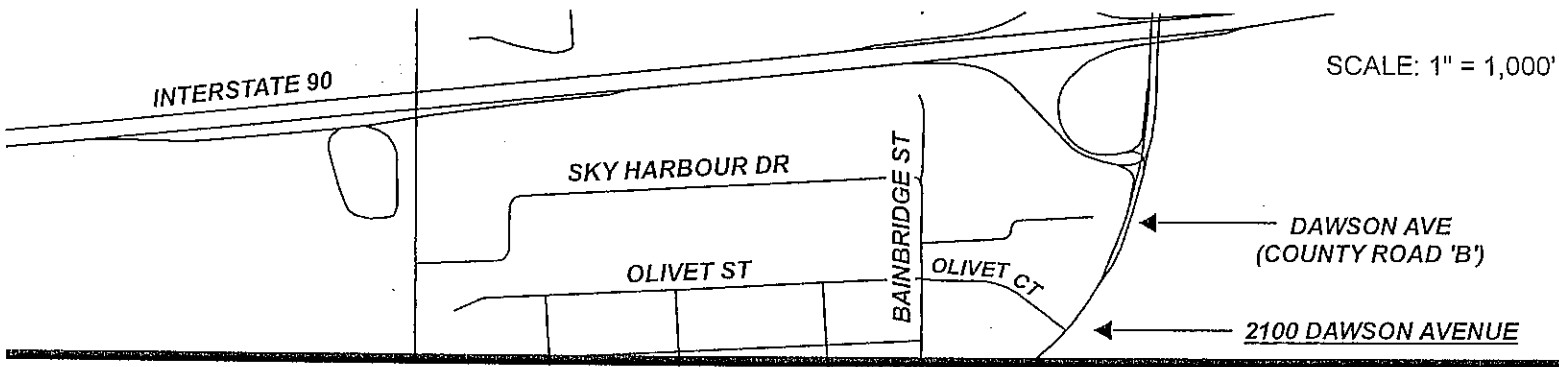 SCALE: 1" = 1,000'
INTERSTATE 90
BAINBRIDGE ST
SKY HARBOUR DR
DAWSON AVE
(COUNTY ROAD 'B')
OLIVET ST
OLIVET CT
2100 DAWSON AVENUE